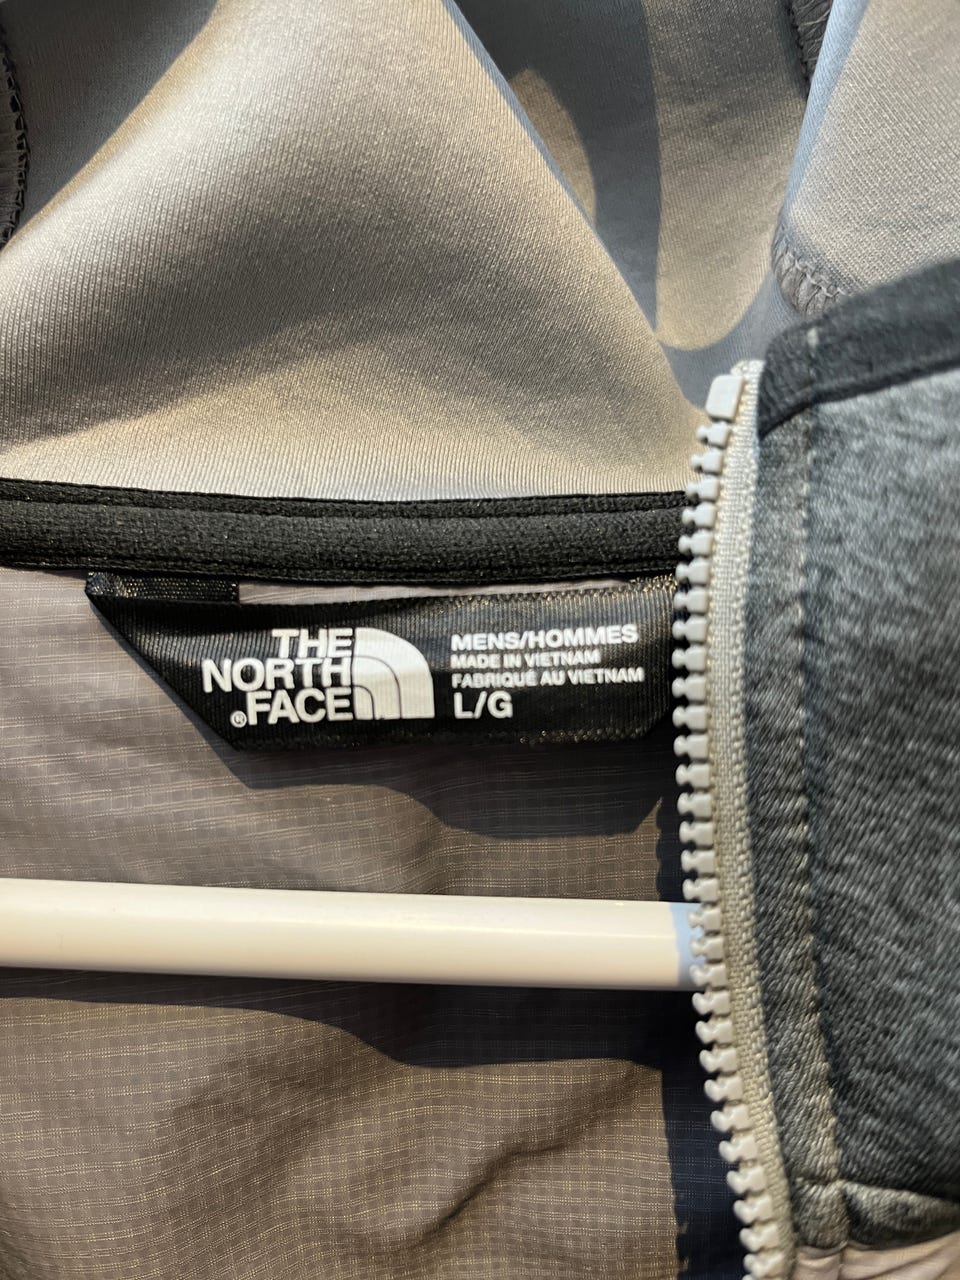 THE
NORTH
®FACE
MENS/HOMMES
MADE IN VIETNAM
FABRIQUÉ AU VIETNAM
L/G